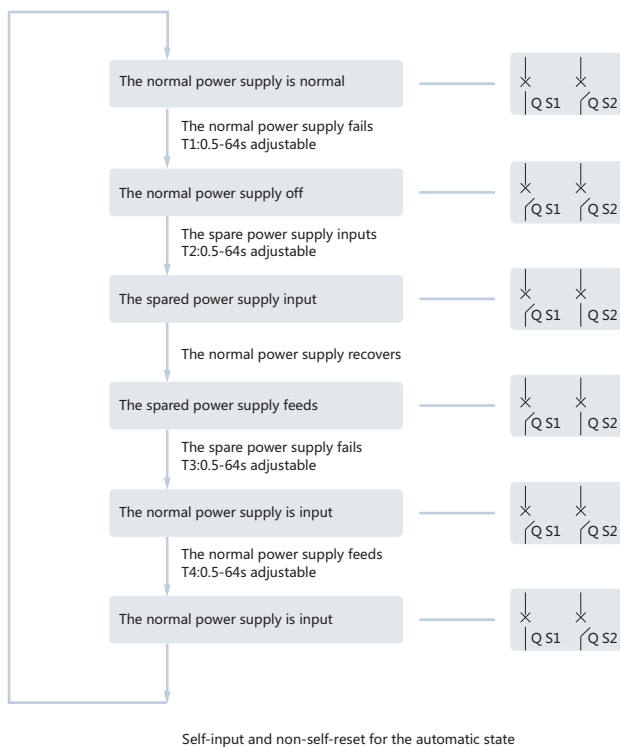 The normal power supply is normal
Q S1 Q S2
The normal power supply fails
T1:0.5-64s adjustable
The normal power supply off
Q S1 Q S2
The spare power supply inputs
T2:0.5-64s adjustable
The spared power supply input
Q S1 Q S2
The normal power supply recovers
The spared power supply feeds
Q S1 Q S2
The spare power supply fails
T3:0.5-64s adjustable
The normal power supply is input
Q S1 Q S2
The normal power supply feeds
T4:0.5-64s adjustable
The normal power supply is input
Q S1 Q S2
Self-input and non-self-reset for the automatic state